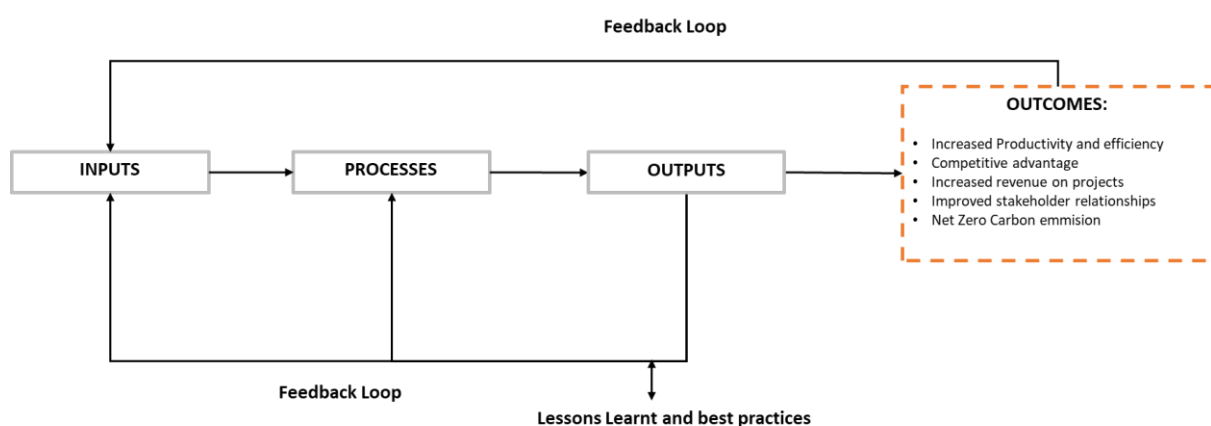 Feedback Loop
INPUTS
PROCESSES
OUTPUTS
OUTCOMES:
• Increased Productivity and efficiency
• Competitive advantage
• Increased revenue on projects
• Improved stakeholder relationships
• Net Zero Carbon emmision
Feedback Loop
Lessons Learnt and best practices